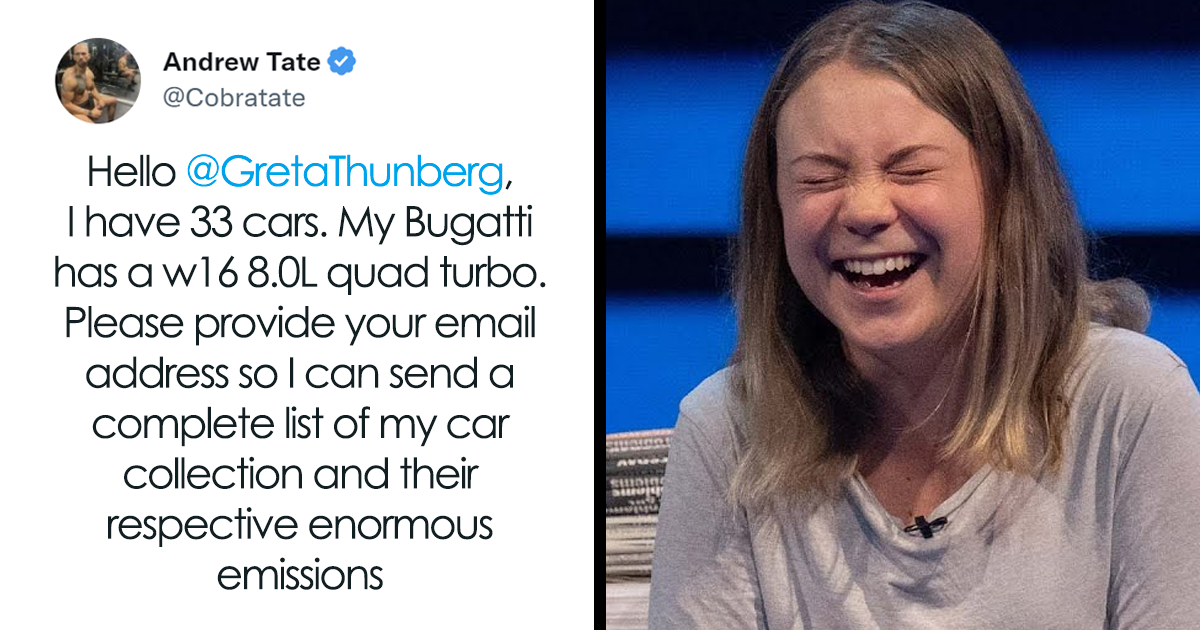 Andrew Tate
@Cobratate
Hello @GretaThunberg,
I have 33 cars. My Bugatti
has a w16 8.0L quad turbo.
Please provide your email
address so I can send a
complete list of my car
collection and their
respective enormous
emissions